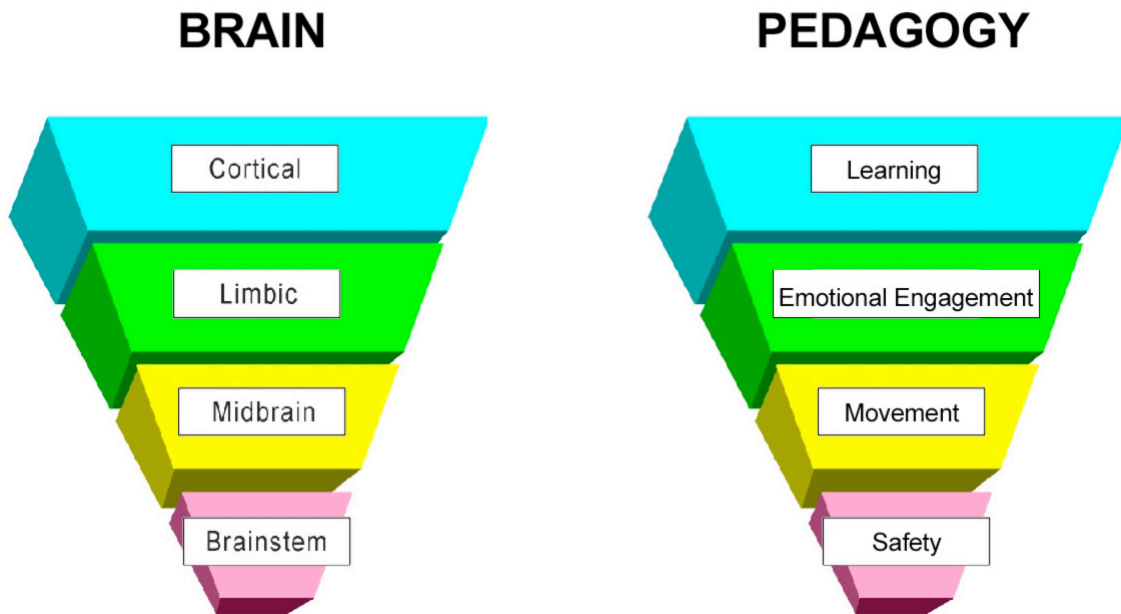 BRAIN
Cortical
Limbic
Midbrain
Brainstem
PEDAGOGY
Learning
Emotional Engagement
Movement
Safety